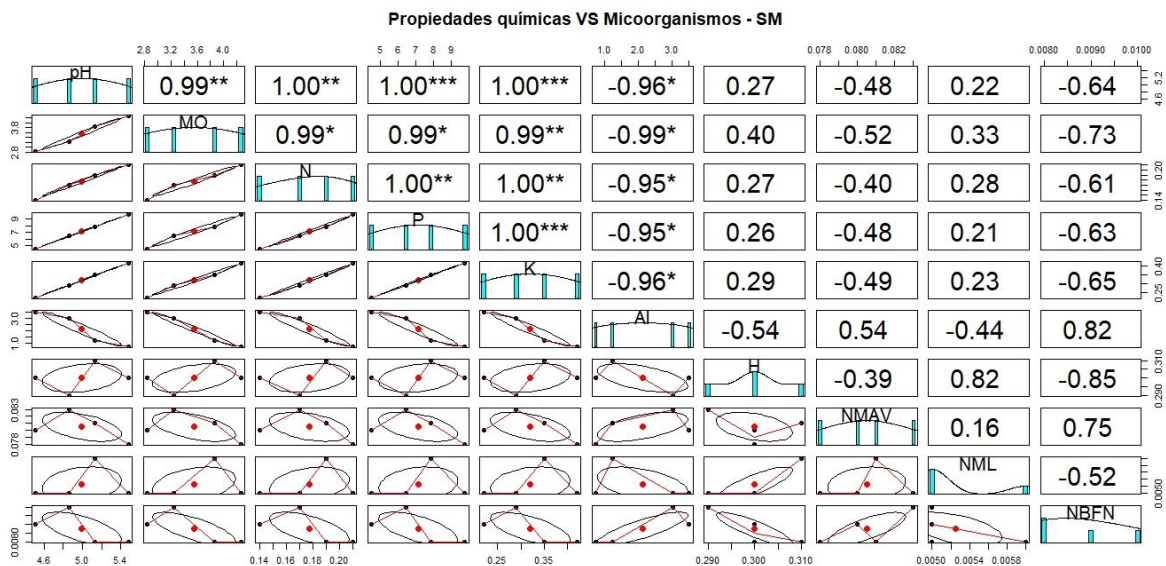 Propiedades químicas VS Micoorganismos - SM
2.8 3.2 3.6 4.0
5 6 7 8 9
1.0 2.0 3.0
0.078 0.080 0.082
0.0080 0.0090 0.0100
pH 0.99** 1.00** 1.00*** 1.00*** -0.96* 0.27 -0.48 0.22 -0.64
4.6 5.2
2.8 3.8
MO 0.99* 0.99* 0.99** -0.99* 0.40 -0.52 0.33 -0.73
N 1.00** 1.00** -0.95* 0.27 -0.40 0.28 -0.61
0.14 0.20
5 7 9
P 1.00*** -0.95* 0.26 -0.48 0.21 -0.63
K -0.96* 0.29 -0.49 0.23 -0.65
0.25 0.40
1.0 3.0
Al -0.54 0.54 -0.44 0.82
H -0.39 0.82 -0.85
0.290 0.310
0.078 0.083
NMAV 0.16 0.75
NML -0.52
0.0050
0.0080
NBFN
4.6 5.0 5.4
0.14 0.16 0.18 0.20
0.25 0.35
0.290 0.300 0.310
0.0050 0.0054 0.0058